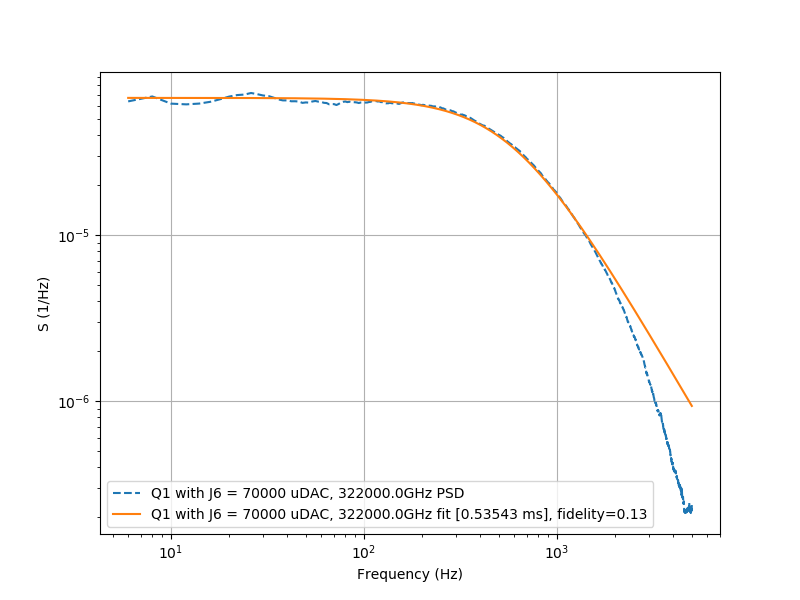 S (1/Hz)
10⁻⁵
10⁻⁶
Q1 with J6 = 70000 uDAC, 322000.0GHz PSD
Q1 with J6 = 70000 uDAC, 322000.0GHz fit [0.53543 ms], fidelity=0.13
10¹
10²
10³
Frequency (Hz)